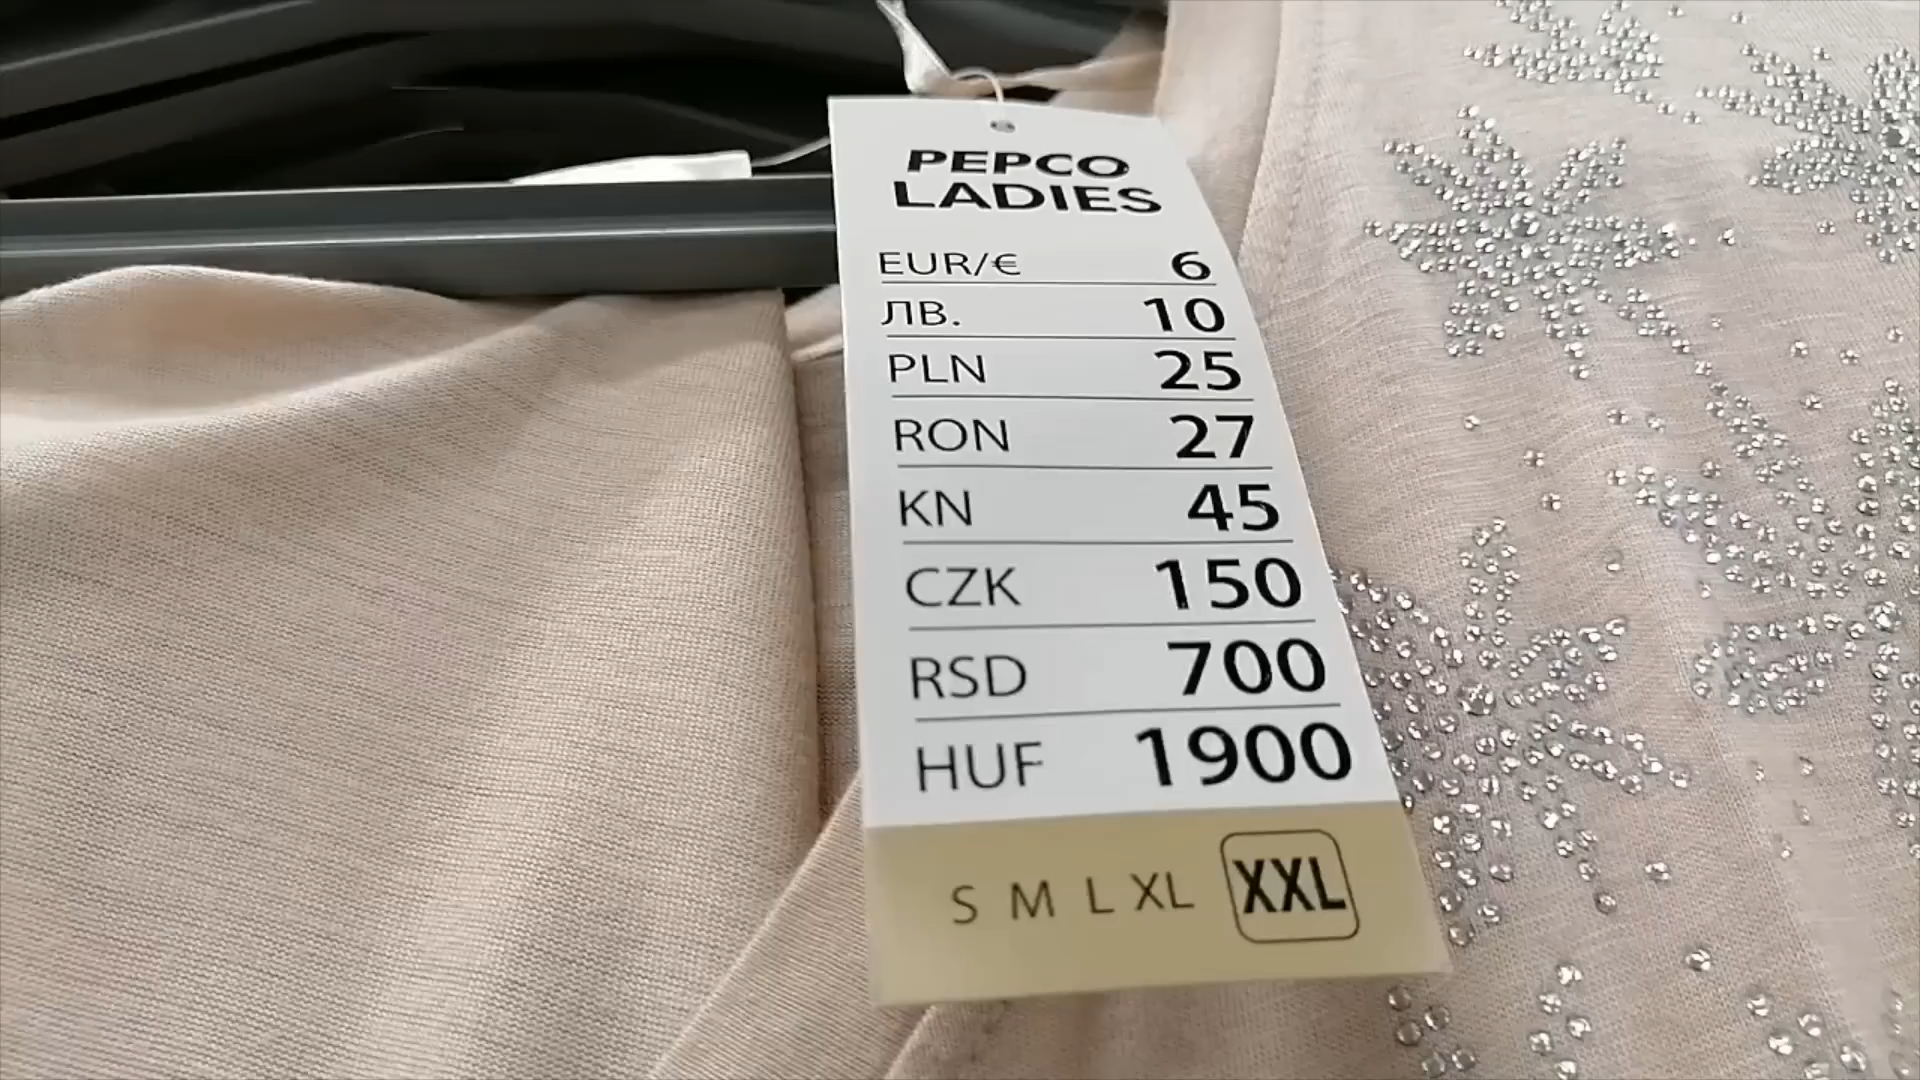 PEPCO
LADIES
EUR/€ 6
ЛВ. 10
PLN 25
RON 27
KN 45
CZK 150
RSD 700
HUF 1900
S M L XL XXL